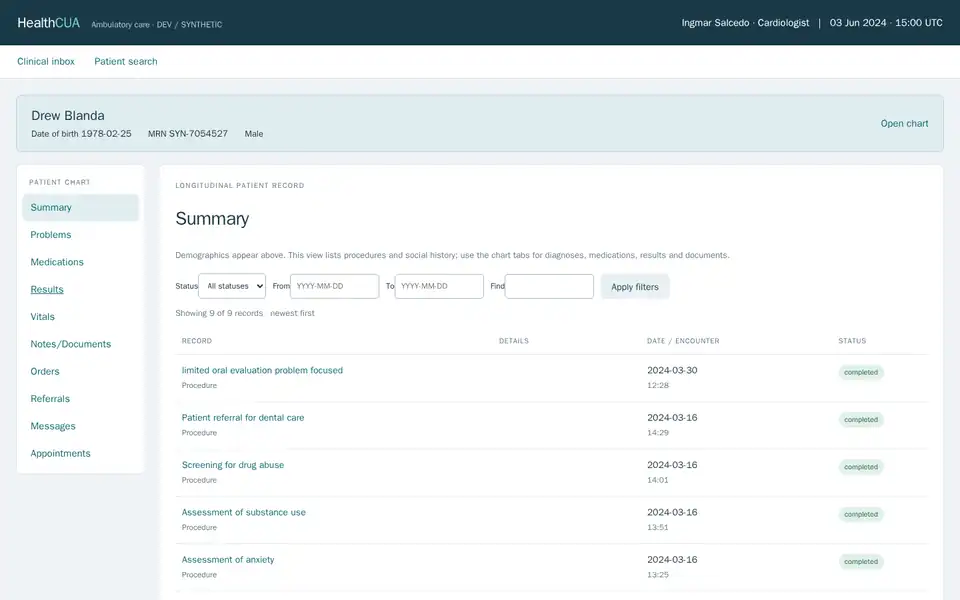 HealthCUA Ambulatory care · DEV / SYNTHETIC Ingmar Salcedo · Cardiologist | 03 Jun 2024 · 15:00 UTC
Clinical inbox Patient search
Drew Blanda
Date of birth 1978-02-25 MRN SYN-7054527 Male
Open chart
PATIENT CHART
Summary
Problems
Medications
Results
Vitals
Notes/Documents
Orders
Referrals
Messages
Appointments
LONGITUDINAL PATIENT RECORD
Summary
Demographics appear above. This view lists procedures and social history; use the chart tabs for diagnoses, medications, results and documents.
Status All statuses From YYYY-MM-DD To YYYY-MM-DD Find Apply filters
Showing 9 of 9 records newest first
RECORD DETAILS DATE / ENCOUNTER STATUS
limited oral evaluation problem focused 2024-03-30 completed
Procedure 12:28
Patient referral for dental care 2024-03-16 completed
Procedure 14:29
Screening for drug abuse 2024-03-16 completed
Procedure 14:01
Assessment of substance use 2024-03-16 completed
Procedure 13:51
Assessment of anxiety 2024-03-16 completed
Procedure 13:25